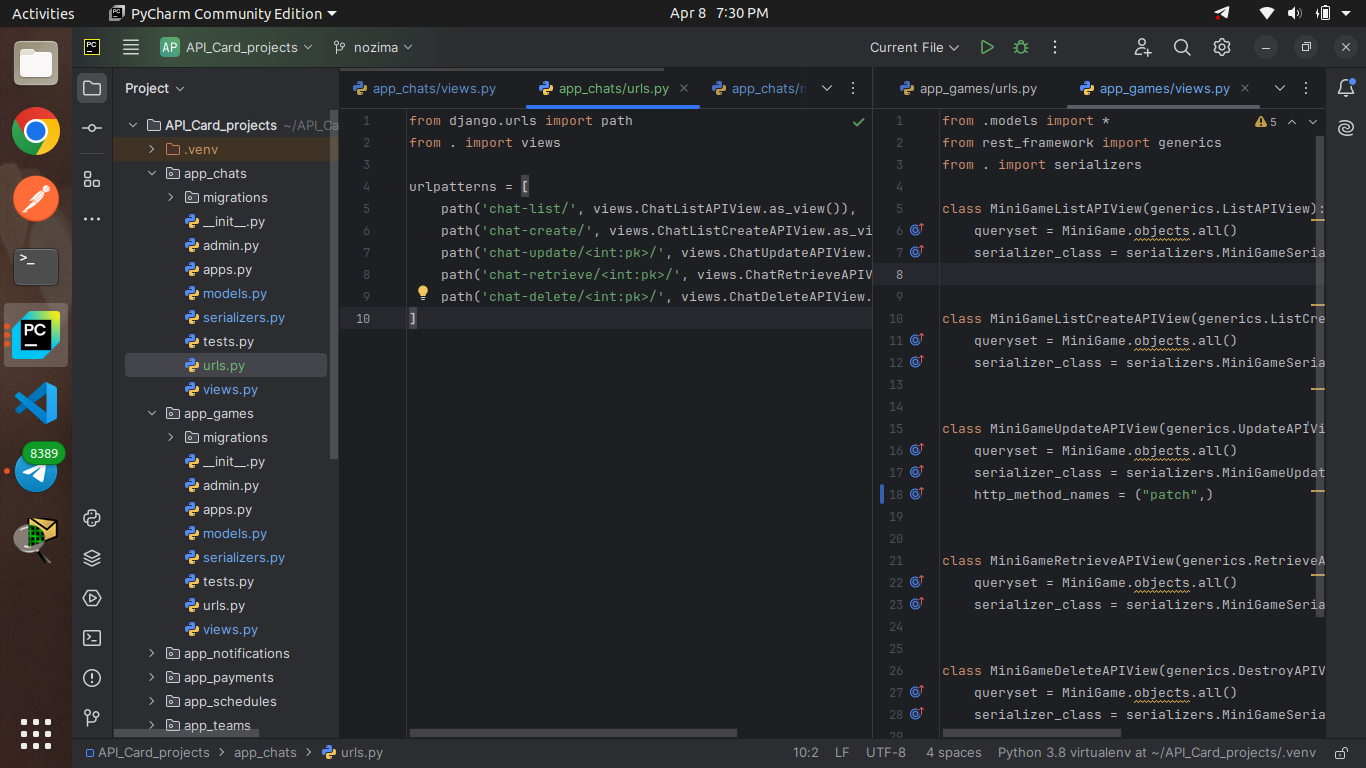 Activities
PyCharm Community Edition
Apr 8 7:30 PM
PC
AP API_Card_projects
nozima
Current File
Project
app_chats/views.py
app_chats/urls.py
app_games/urls.py
app_games/views.py
API_Card_projects
.venv
app_chats
migrations
__init__.py
admin.py
apps.py
models.py
serializers.py
tests.py
urls.py
views.py
app_games
migrations
__init__.py
admin.py
apps.py
models.py
serializers.py
tests.py
urls.py
views.py
app_notifications
app_payments
app_schedules
app_teams
>_
PC
8389
1 from django.urls import path
2 from . import views
3
4 urlpatterns = [
5 path('chat-list/', views.ChatListAPIView.as_view()),
6 path('chat-create/', views.ChatListCreateAPIView.as_vi
7 path('chat-update/<int:pk>/', views.ChatUpdateAPIView.
8 path('chat-retrieve/<int:pk>/', views.ChatRetrieveAPIV
9 path('chat-delete/<int:pk>/', views.ChatDeleteAPIView.
10 ]
5
1 from .models import *
2 from rest_framework import generics
3 from . import serializers
4
5 class MiniGameListAPIView(generics.ListAPIView):
6 queryset = MiniGame.objects.all()
7 serializer_class = serializers.MiniGameSeria
8
9
10 class MiniGameListCreateAPIView(generics.ListCre
11 queryset = MiniGame.objects.all()
12 serializer_class = serializers.MiniGameSeria
13
14
15 class MiniGameUpdateAPIView(generics.UpdateAPIVi
16 queryset = MiniGame.objects.all()
17 serializer_class = serializers.MiniGameUpdat
18 http_method_names = ("patch",)
19
20
21 class MiniGameRetrieveAPIView(generics.RetrieveA
22 queryset = MiniGame.objects.all()
23 serializer_class = serializers.MiniGameSeria
24
25
26 class MiniGameDeleteAPIView(generics.DestroyAPIV
27 queryset = MiniGame.objects.all()
28 serializer_class = serializers.MiniGameSeria
API_Card_projects > app_chats > urls.py
10:2 LF UTF-8 4 spaces Python 3.8 virtualenv at ~/API_Card_projects/.venv